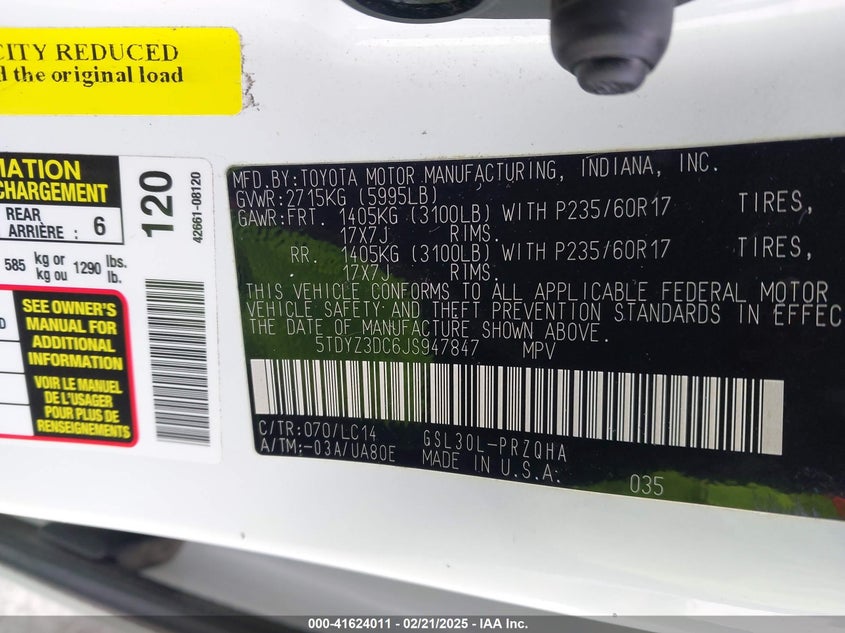 CITY REDUCED
d the original load
MATION
CHARGEMENT
REAR
ARRIÈRE : 6
585 kg or 1290 lbs.
kg ou lb.
SEE OWNER'S
MANUAL FOR
ADDITIONAL
INFORMATION
VOIR LE MANUEL
DE L'USAGER
POUR PLUS DE
RENSEIGNEMENTS
120
42661-08120
MFD.BY:TOYOTA MOTOR MANUFACTURING, INDIANA, INC.
GVWR:2715KG (5995LB)
GAWR:FRT. 1405KG (3100LB) WITH P235/60R17 TIRES,
17X7J RIMS.
RR. 1405KG (3100LB) WITH P235/60R17 TIRES,
17X7J RIMS.
THIS VEHICLE CONFORMS TO ALL APPLICABLE FEDERAL MOTOR
VEHICLE SAFETY AND THEFT PREVENTION STANDARDS IN EFFEC
THE DATE OF MANUFACTURE SHOWN ABOVE.
5TDYZ3DC6JS947847 MPV
C/TR:070/LC14 GSL30L-PRZQHA
A/TM:-03A/UA80E MADE IN U.S.A.
035
000-41624011 - 02/21/2025 - IAA Inc.